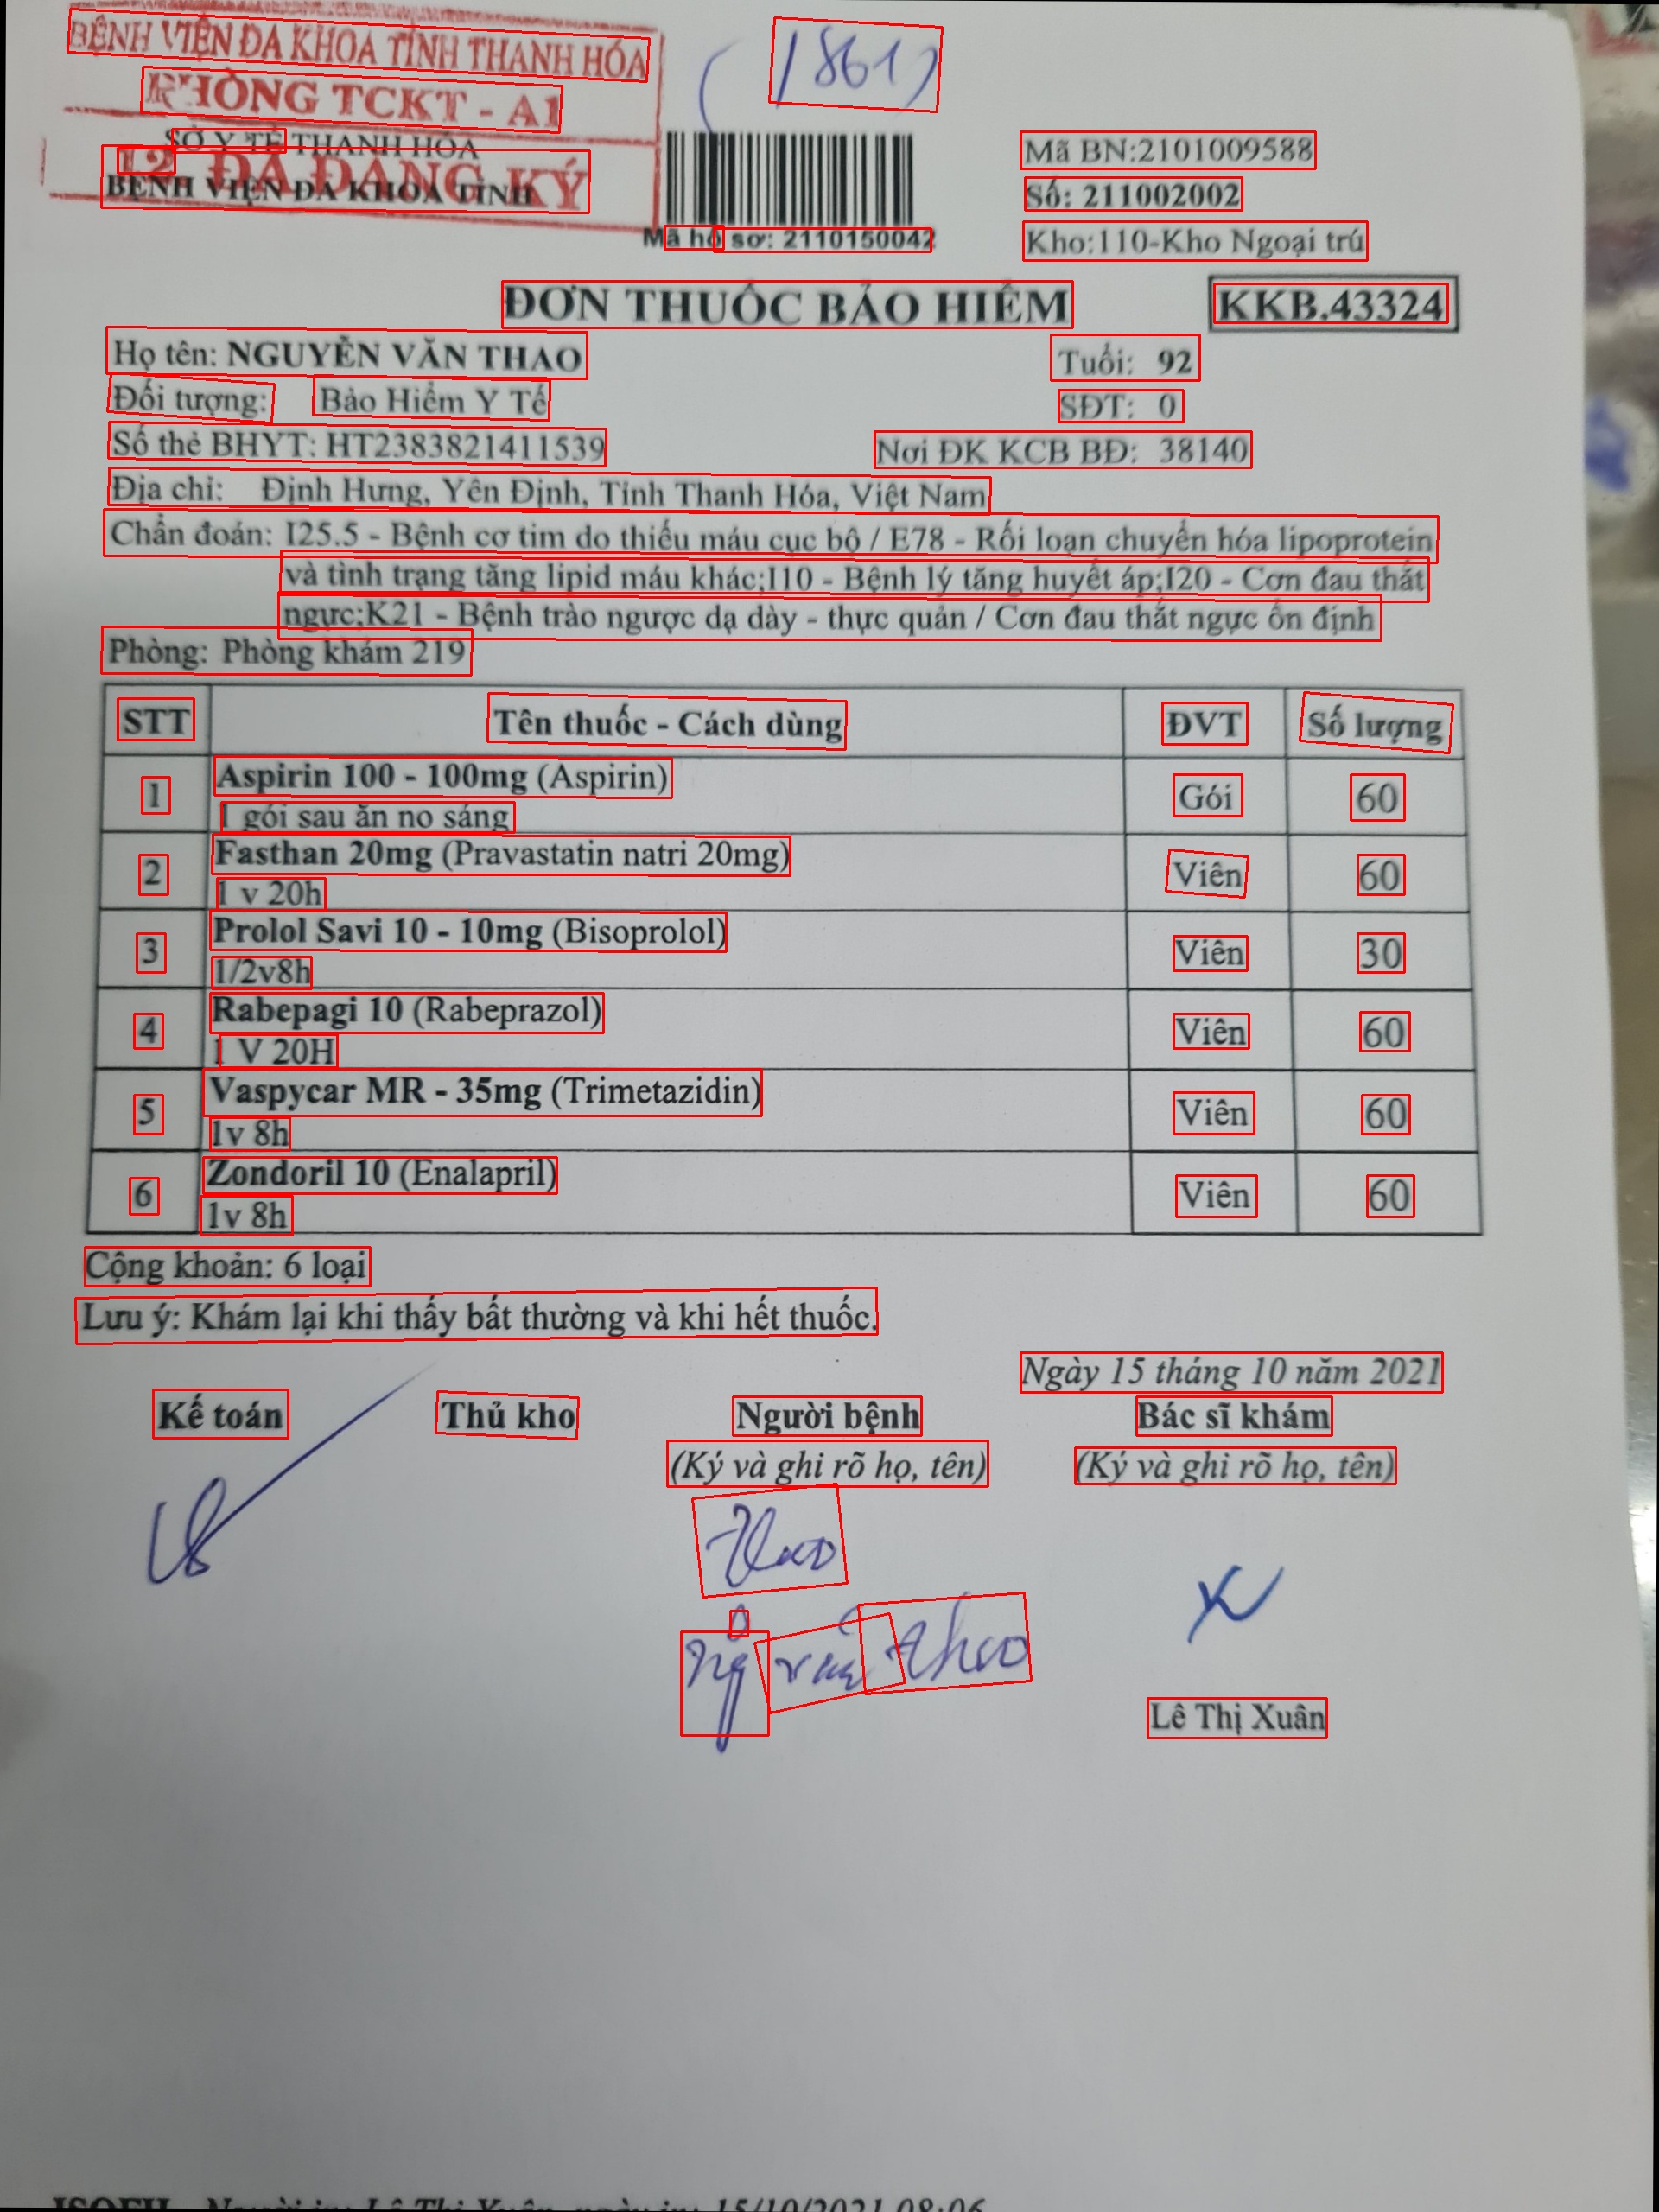 BỆNH VIỆN ĐA KHOA TỈNH THANH HÓA
PHÒNG TCKT - A1
SỞ Y TẾ THANH HÓA
12. ĐÃ ĐĂNG KÝ
BỆNH VIỆN ĐA KHOA TỈNH
(1861)
Mã hồ sơ: 2110150042
Mã BN:2101009588
Số: 211002002
Kho:110-Kho Ngoại trú
ĐƠN THUỐC BẢO HIỂM
KKB.43324
Họ tên: NGUYỄN VĂN THAO Tuổi: 92
Đối tượng: Bảo Hiểm Y Tế SĐT: 0
Số thẻ BHYT: HT2383821411539 Nơi ĐK KCB BĐ: 38140
Địa chỉ: Định Hưng, Yên Định, Tỉnh Thanh Hóa, Việt Nam
Chẩn đoán: I25.5 - Bệnh cơ tim do thiếu máu cục bộ / E78 - Rối loạn chuyển hóa lipoprotein
và tình trạng tăng lipid máu khác;I10 - Bệnh lý tăng huyết áp;I20 - Cơn đau thắt
ngực;K21 - Bệnh trào ngược dạ dày - thực quản / Cơn đau thắt ngực ổn định
Phòng: Phòng khám 219
STT Tên thuốc - Cách dùng ĐVT Số lượng
1 Aspirin 100 - 100mg (Aspirin) Gói 60
1 gói sau ăn no sáng
2 Fasthan 20mg (Pravastatin natri 20mg) Viên 60
1 v 20h
3 Prolol Savi 10 - 10mg (Bisoprolol) Viên 30
1/2v8h
4 Rabepagi 10 (Rabeprazol) Viên 60
1 V 20H
5 Vaspycar MR - 35mg (Trimetazidin) Viên 60
1v 8h
6 Zondoril 10 (Enalapril) Viên 60
1v 8h
Cộng khoản: 6 loại
Lưu ý: Khám lại khi thấy bất thường và khi hết thuốc.
Ngày 15 tháng 10 năm 2021
Kế toán Thủ kho Người bệnh Bác sĩ khám
(Ký và ghi rõ họ, tên) (Ký và ghi rõ họ, tên)
Thao
văn thao
Lê Thị Xuân
Người in: Lê Thị Xuân, ngày in: 15/10/2021 08:06